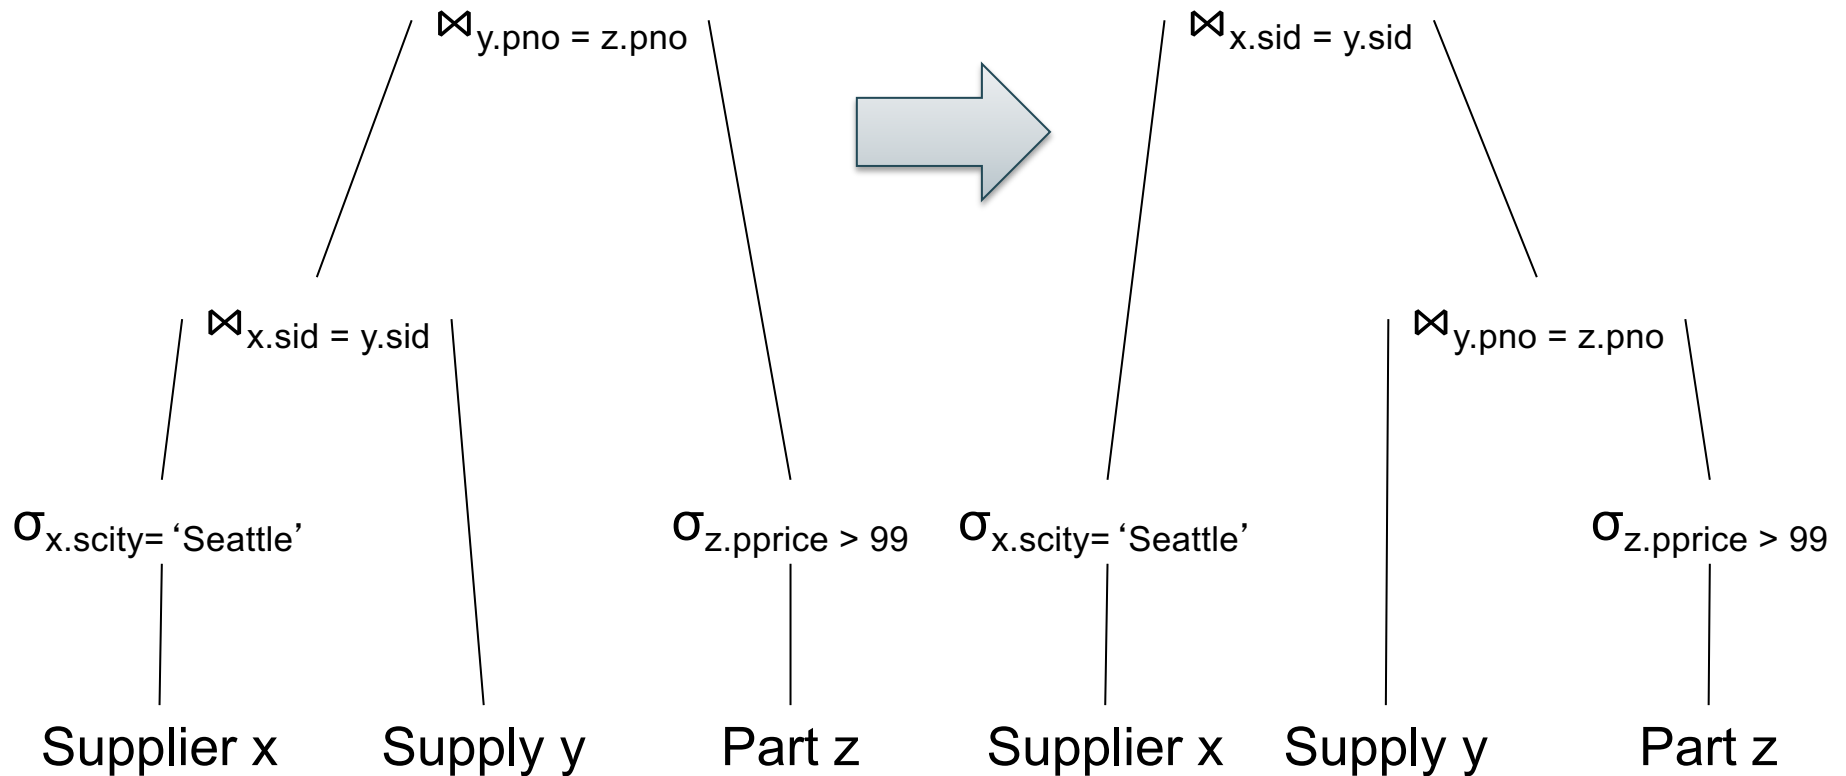 ⋈y.pno = z.pno
⋈x.sid = y.sid
⋈x.sid = y.sid
⋈y.pno = z.pno
σx.scity= ‘Seattle’
σz.pprice > 99
σx.scity= ‘Seattle’
σz.pprice > 99
Supplier x
Supply y
Part z
Supplier x
Supply y
Part z